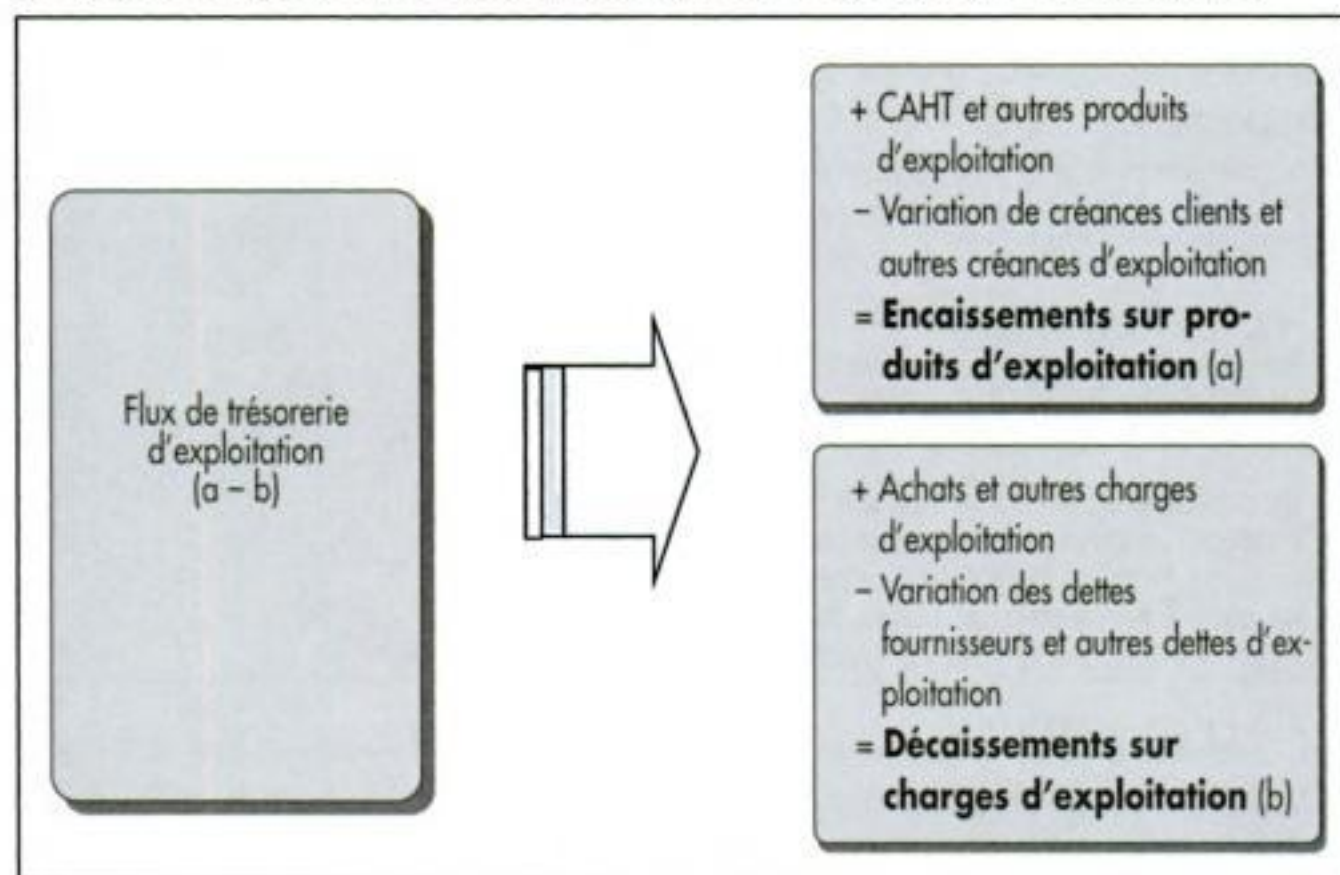 Flux de trésorerie
d'exploitation
(a – b)
+ CAHT et autres produits
d'exploitation
– Variation de créances clients et
autres créances d'exploitation
= Encaissements sur pro-
duits d'exploitation (a)
+ Achats et autres charges
d'exploitation
– Variation des dettes
fournisseurs et autres dettes d'ex-
ploitation
= Décaissements sur
charges d'exploitation (b)